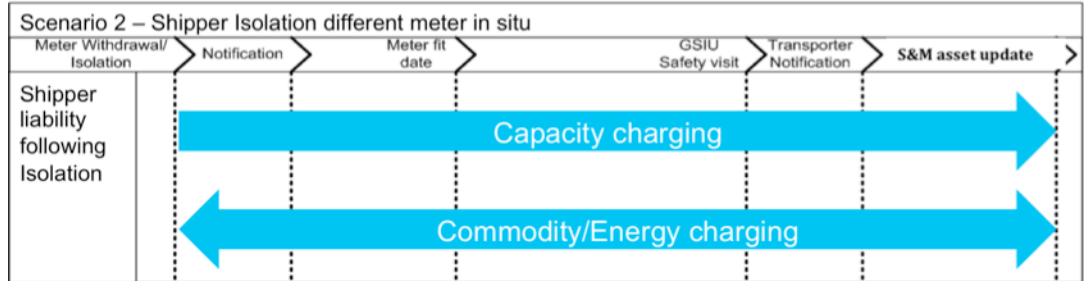 Scenario 2 – Shipper Isolation different meter in situ
Meter Withdrawal/
Isolation
Notification
Meter fit
date
GSIU
Safety visit
Transporter
Notification
S&M asset update
Shipper
liability
following
Isolation
Capacity charging
Commodity/Energy charging